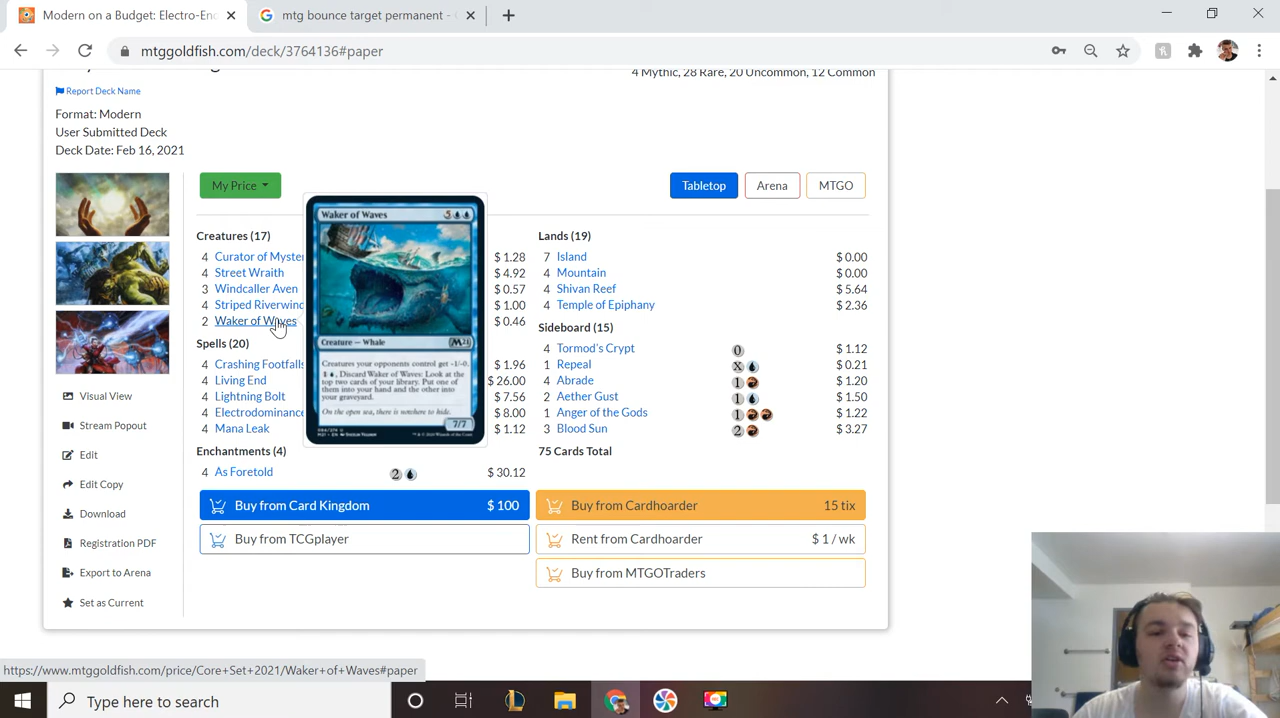 Modern on a Budget: Electro-En
mtg bounce target permanent -
mtggoldfish.com/deck/3764136#paper
4 Mythic, 28 Rare, 20 Uncommon, 12 Common
Report Deck Name
Format: Modern
User Submitted Deck
Deck Date: Feb 16, 2021
My Price
Tabletop
Arena
MTGO
Creatures (17)
4 Curator of Myster $ 1.28
4 Street Wraith $ 4.92
3 Windcaller Aven $ 0.57
4 Striped Riverwind $ 1.00
2 Waker of Waves $ 0.46
Spells (20)
4 Crashing Footfalls $ 1.96
4 Living End $ 26.00
4 Lightning Bolt $ 7.56
4 Electrodominance $ 8.00
4 Mana Leak $ 1.12
Enchantments (4)
4 As Foretold 2 $ 30.12
Waker of Waves 5
Creature — Whale M21
Creatures your opponents control get -1/-0.
1, Discard Waker of Waves: Look at the
top two cards of your library. Put one of
them into your hand and the other into
your graveyard.
On the open sea, there is nowhere to hide.
7/7
Lands (19)
7 Island $ 0.00
4 Mountain $ 0.00
4 Shivan Reef $ 5.64
4 Temple of Epiphany $ 2.36
Sideboard (15)
4 Tormod's Crypt 0 $ 1.12
1 Repeal X $ 0.21
4 Abrade 1 $ 1.20
2 Aether Gust 1 $ 1.50
1 Anger of the Gods 1 $ 1.22
3 Blood Sun 2 $ 3.27
75 Cards Total
Visual View
Stream Popout
Edit
Edit Copy
Download
Registration PDF
Export to Arena
Set as Current
Buy from Card Kingdom $ 100
Buy from TCGplayer
Buy from Cardhoarder 15 tix
Rent from Cardhoarder $ 1 / wk
Buy from MTGOTraders
https://www.mtggoldfish.com/price/Core+Set+2021/Waker+of+Waves#paper
Type here to search